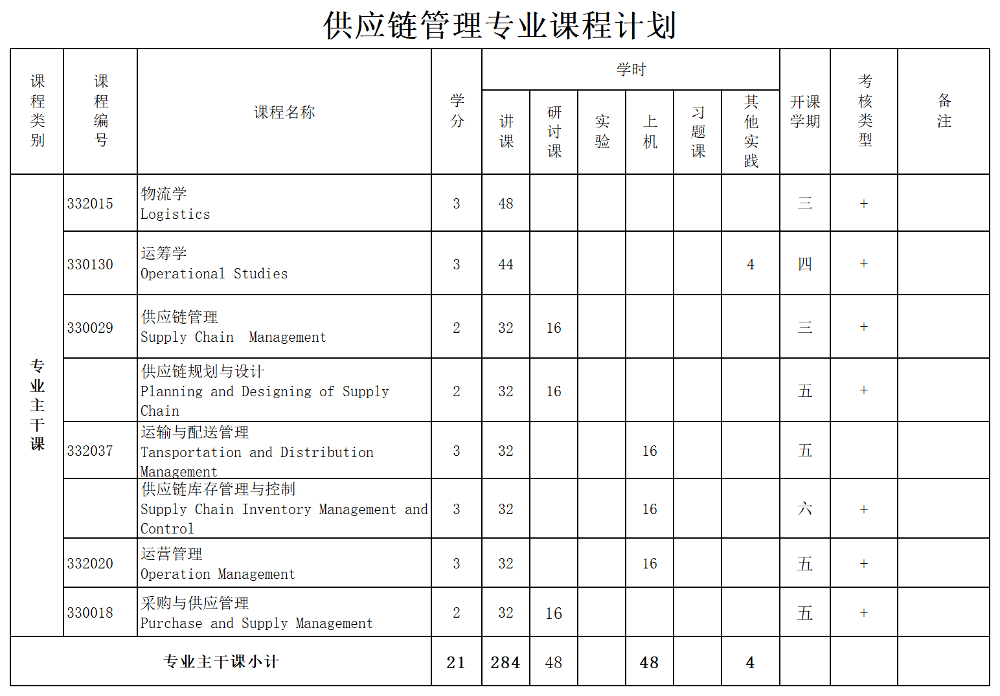 供应链管理专业课程计划
课程类别 课程编号 课程名称 学分 学时 开课学期 考核类型 备注
讲课 研讨课 实验 上机 习题课 其他实践
专业主干课
332015 物流学 3 48 三 +
Logistics
330130 运筹学 3 44 4 四 +
Operational Studies
330029 供应链管理 2 32 16 三 +
Supply Chain  Management
供应链规划与设计 2 32 16 五 +
Planning and Designing of Supply
Chain
332037 运输与配送管理 3 32 16 五
Tansportation and Distribution
Management
供应链库存管理与控制 3 32 16 六 +
Supply Chain Inventory Management and
Control
332020 运营管理 3 32 16 五 +
Operation Management
330018 采购与供应管理 2 32 16 五 +
Purchase and Supply Management
专业主干课小计 21 284 48 48 4